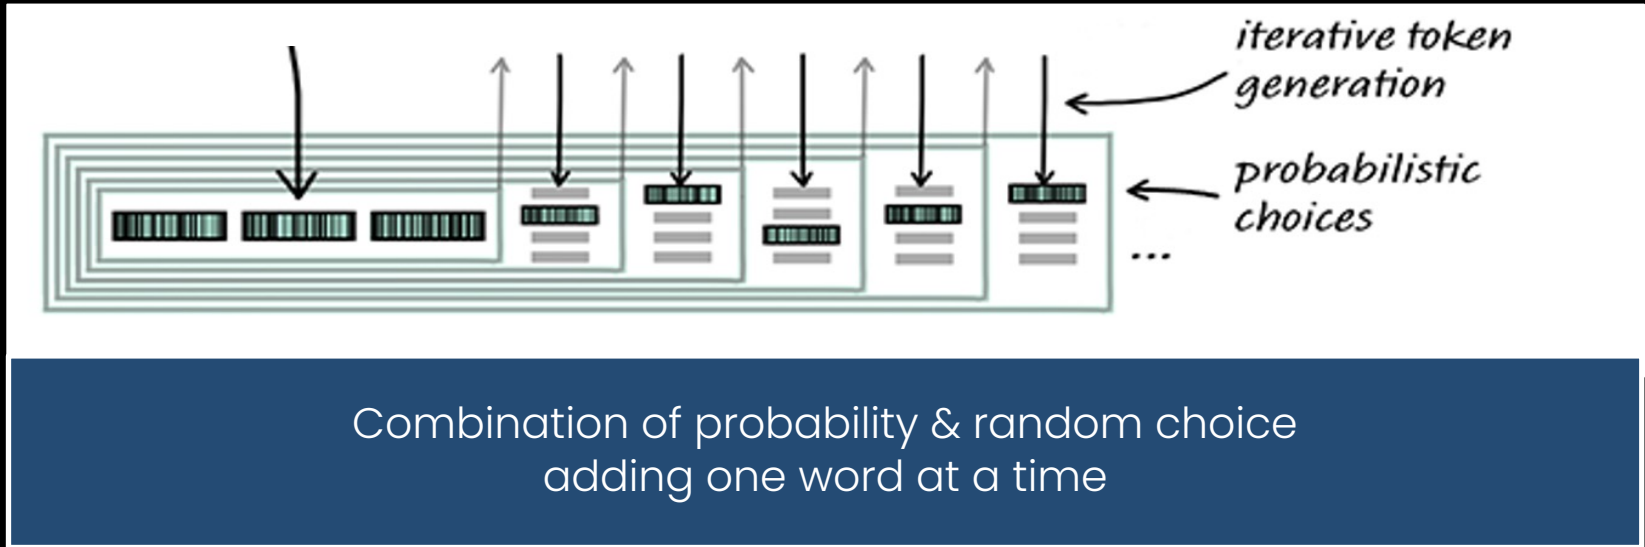 iterative token
generation
probabilistic
choices
...
Combination of probability & random choice
adding one word at a time